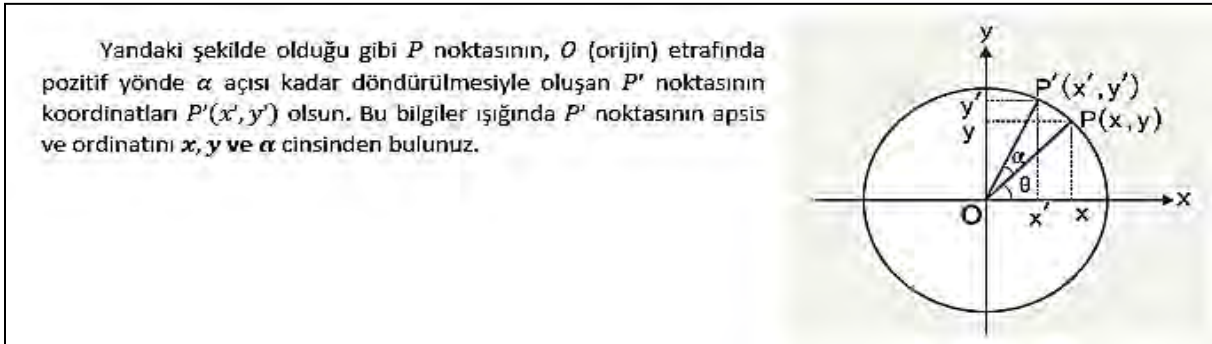 Yandaki şekilde olduğu gibi P noktasının, O (orijin) etrafında
pozitif yönde α açısı kadar döndürülmesiyle oluşan P' noktasının
koordinatları P'(x', y') olsun. Bu bilgiler ışığında P' noktasının apsis
ve ordinatını x, y ve α cinsinden bulunuz.
y
P'(x', y')
y'
P(x, y)
y
α
θ
O
x'
x
x